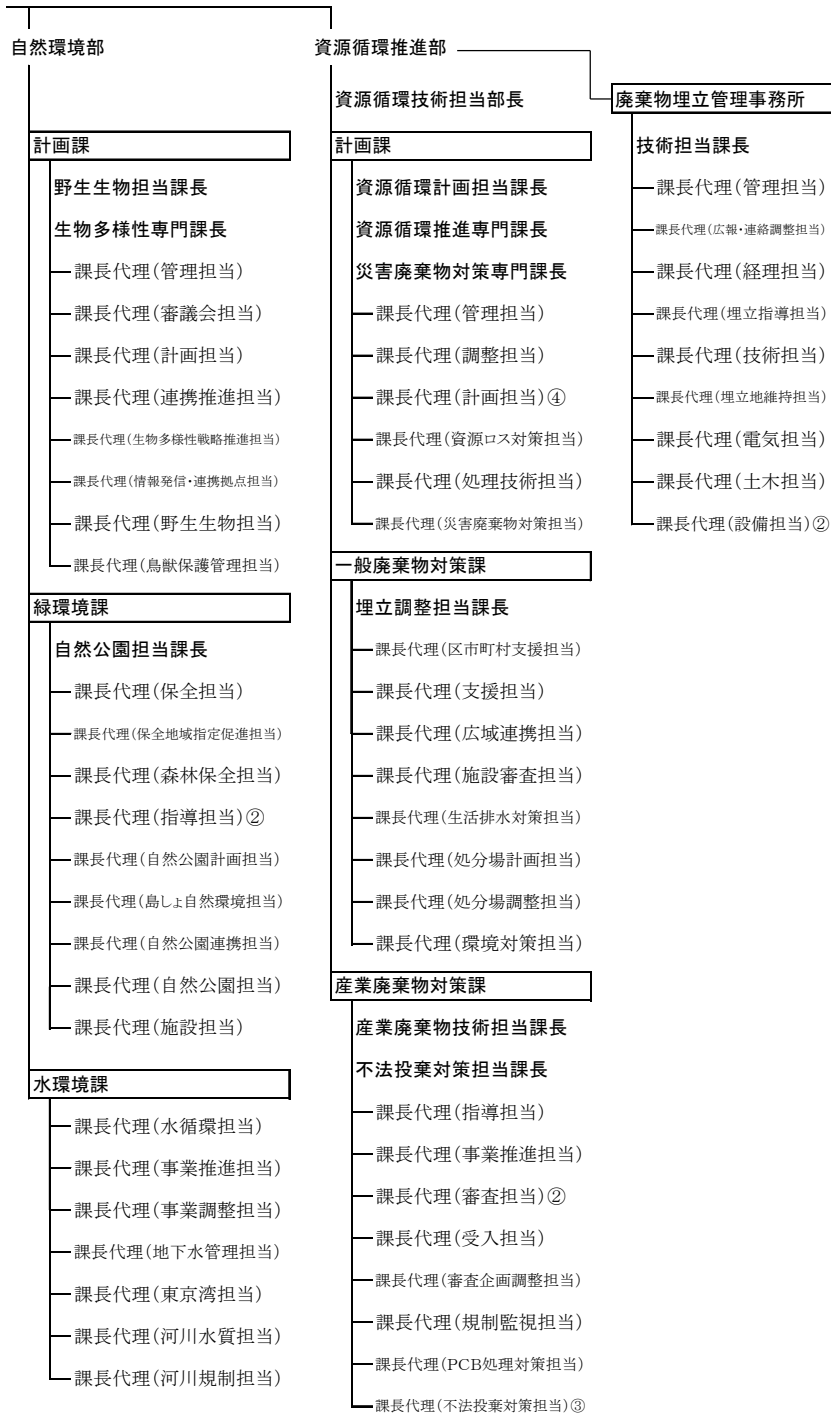 自然環境部
計画課
野生生物担当課長
生物多様性専門課長
課長代理(管理担当)
課長代理(審議会担当)
課長代理(計画担当)
課長代理(連携推進担当)
課長代理(生物多様性戦略推進担当)
課長代理(情報発信・連携拠点担当)
課長代理(野生生物担当)
課長代理(鳥獣保護管理担当)
緑環境課
自然公園担当課長
課長代理(保全担当)
課長代理(保全地域指定促進担当)
課長代理(森林保全担当)
課長代理(指導担当)②
課長代理(自然公園計画担当)
課長代理(島しょ自然環境担当)
課長代理(自然公園連携担当)
課長代理(自然公園担当)
課長代理(施設担当)
水環境課
課長代理(水循環担当)
課長代理(事業推進担当)
課長代理(事業調整担当)
課長代理(地下水管理担当)
課長代理(東京湾担当)
課長代理(河川水質担当)
課長代理(河川規制担当)
資源循環推進部
資源循環技術担当部長
計画課
資源循環計画担当課長
資源循環推進専門課長
災害廃棄物対策専門課長
課長代理(管理担当)
課長代理(調整担当)
課長代理(計画担当)④
課長代理(資源ロス対策担当)
課長代理(処理技術担当)
課長代理(災害廃棄物対策担当)
一般廃棄物対策課
埋立調整担当課長
課長代理(区市町村支援担当)
課長代理(支援担当)
課長代理(広域連携担当)
課長代理(施設審査担当)
課長代理(生活排水対策担当)
課長代理(処分場計画担当)
課長代理(処分場調整担当)
課長代理(環境対策担当)
産業廃棄物対策課
産業廃棄物技術担当課長
不法投棄対策担当課長
課長代理(指導担当)
課長代理(事業推進担当)
課長代理(審査担当)②
課長代理(受入担当)
課長代理(審査企画調整担当)
課長代理(規制監視担当)
課長代理(PCB処理対策担当)
課長代理(不法投棄対策担当)③
廃棄物埋立管理事務所
技術担当課長
課長代理(管理担当)
課長代理(広報・連絡調整担当)
課長代理(経理担当)
課長代理(埋立指導担当)
課長代理(技術担当)
課長代理(埋立地維持担当)
課長代理(電気担当)
課長代理(土木担当)
課長代理(設備担当)②